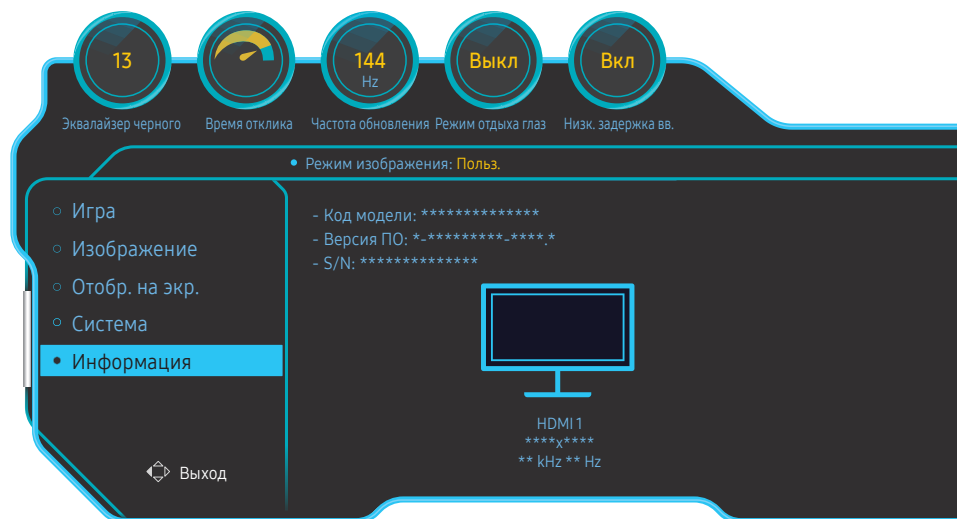 13
144
Hz
Выкл
Вкл
Эквалайзер черного
Время отклика
Частота обновления
Режим отдыха глаз
Низк. задержка вв.
Режим изображения: Польз.
Игра
Изображение
Отобр. на экр.
Система
Информация
- Код модели: **************
- Версия ПО: *-*********-****.*
- S/N: **************
HDMI 1
****x****
** kHz ** Hz
Выход